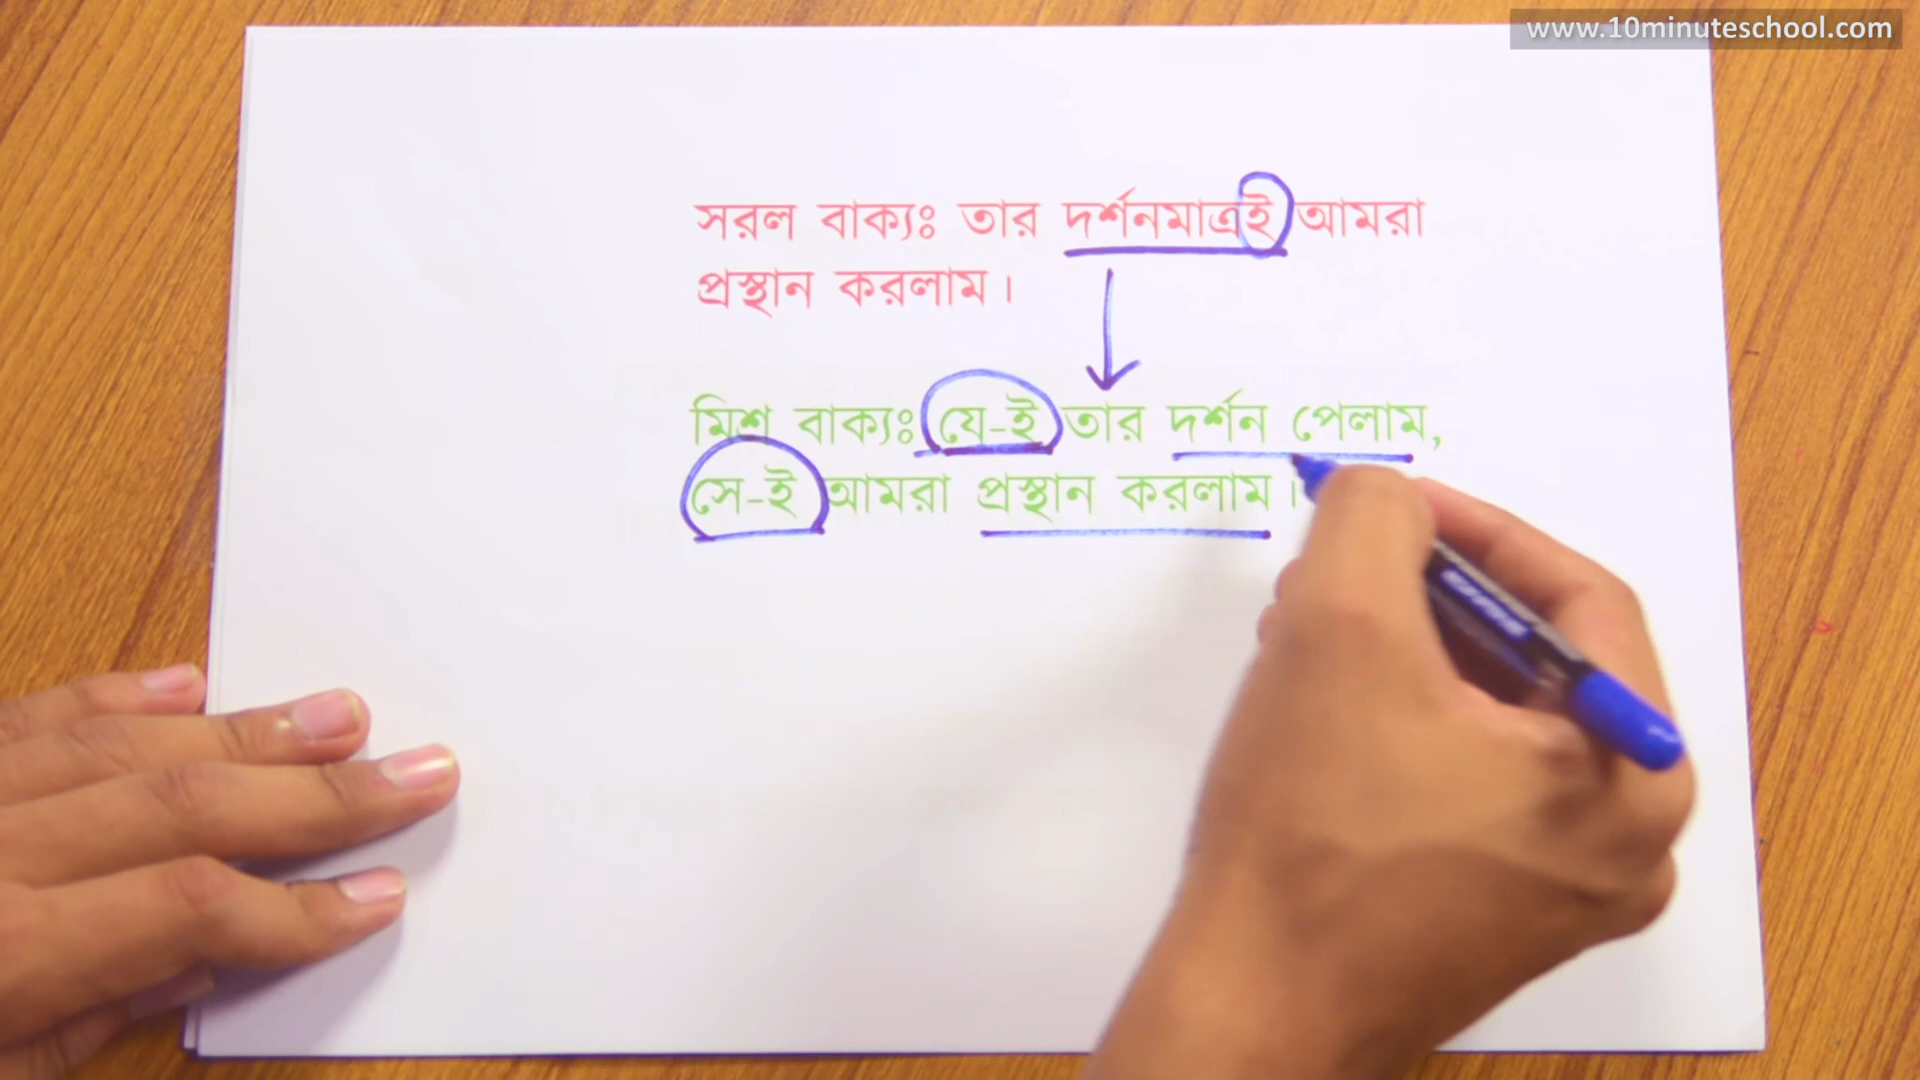 www.10minuteschool.com
সরল বাক্যঃ তার দর্শনমাত্রই আমরা
প্রস্থান করলাম।
মিশ্র বাক্যঃ যে-ই তার দর্শন পেলাম,
সে-ই আমরা প্রস্থান করলাম।